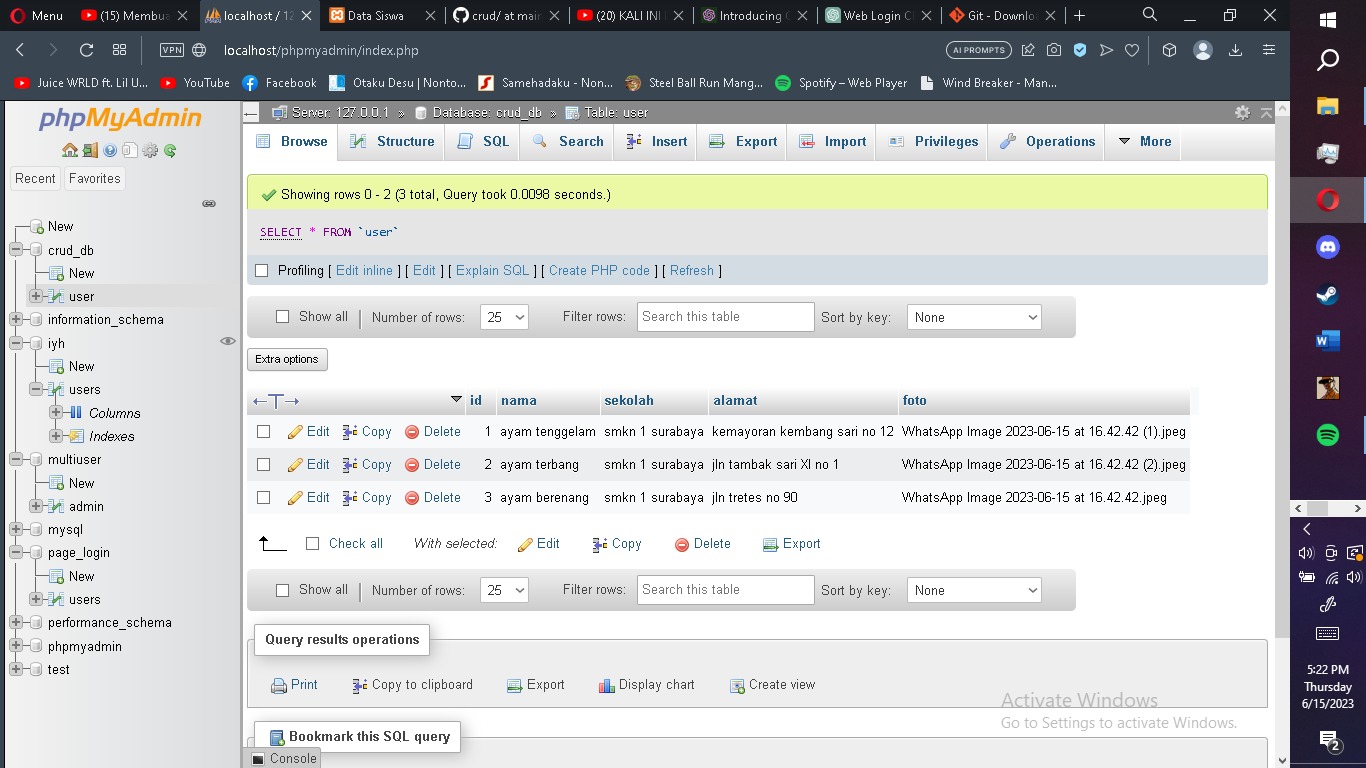 Menu
(15) Membua
localhost / 12
Data Siswa
crud/ at main
(20) KALI INI
Introducing C
Web Login C
Git - Downlo
VPN
localhost/phpmyadmin/index.php
AI PROMPTS
Juice WRLD ft. Lil U...
YouTube
Facebook
Otaku Desu | Nonto...
Samehadaku - Non...
Steel Ball Run Mang...
Spotify – Web Player
Wind Breaker - Man...
phpMyAdmin
Recent
Favorites
New
crud_db
New
user
information_schema
iyh
New
users
Columns
Indexes
multiuser
New
admin
mysql
page_login
New
users
performance_schema
phpmyadmin
test
Server: 127.0.0.1 » Database: crud_db » Table: user
Browse
Structure
SQL
Search
Insert
Export
Import
Privileges
Operations
More
Showing rows 0 - 2 (3 total, Query took 0.0098 seconds.)
SELECT * FROM `user`
Profiling [ Edit inline ] [ Edit ] [ Explain SQL ] [ Create PHP code ] [ Refresh ]
Show all | Number of rows: 25 Filter rows: Search this table Sort by key: None
Extra options
←T→ id nama sekolah alamat foto
Edit Copy Delete 1 ayam tenggelam smkn 1 surabaya kemayoran kembang sari no 12 WhatsApp Image 2023-06-15 at 16.42.42 (1).jpeg
Edit Copy Delete 2 ayam terbang smkn 1 surabaya jln tambak sari XI no 1 WhatsApp Image 2023-06-15 at 16.42.42 (2).jpeg
Edit Copy Delete 3 ayam berenang smkn 1 surabaya jln tretes no 90 WhatsApp Image 2023-06-15 at 16.42.42.jpeg
Check all With selected: Edit Copy Delete Export
Show all | Number of rows: 25 Filter rows: Search this table Sort by key: None
Query results operations
Print Copy to clipboard Export Display chart Create view
Bookmark this SQL query
Console
Activate Windows
Go to Settings to activate Windows.
5:22 PM
Thursday
6/15/2023
2